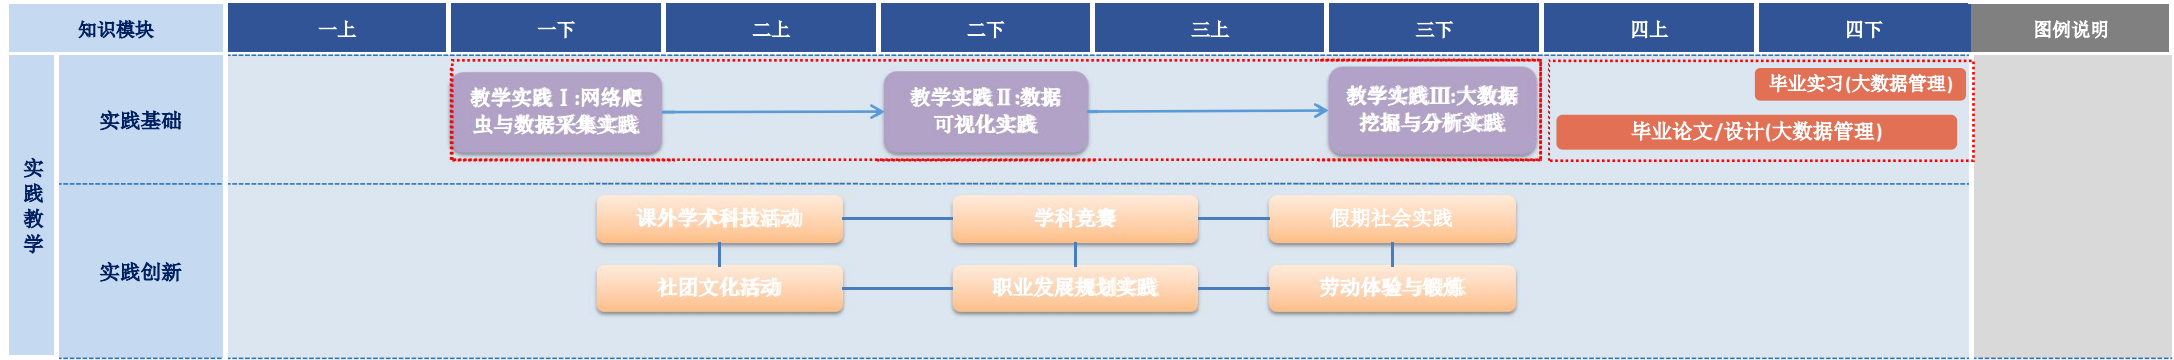 知识模块
一上
一下
二上
二下
三上
三下
四上
四下
图例说明
实践教学
实践基础
教学实践Ⅰ:网络爬
虫与数据采集实践
教学实践Ⅱ:数据
可视化实践
教学实践Ⅲ:大数据
挖掘与分析实践
毕业实习(大数据管理)
毕业论文/设计(大数据管理)
实践创新
课外学术科技活动
学科竞赛
假期社会实践
社团文化活动
职业发展规划实践
劳动体验与锻炼